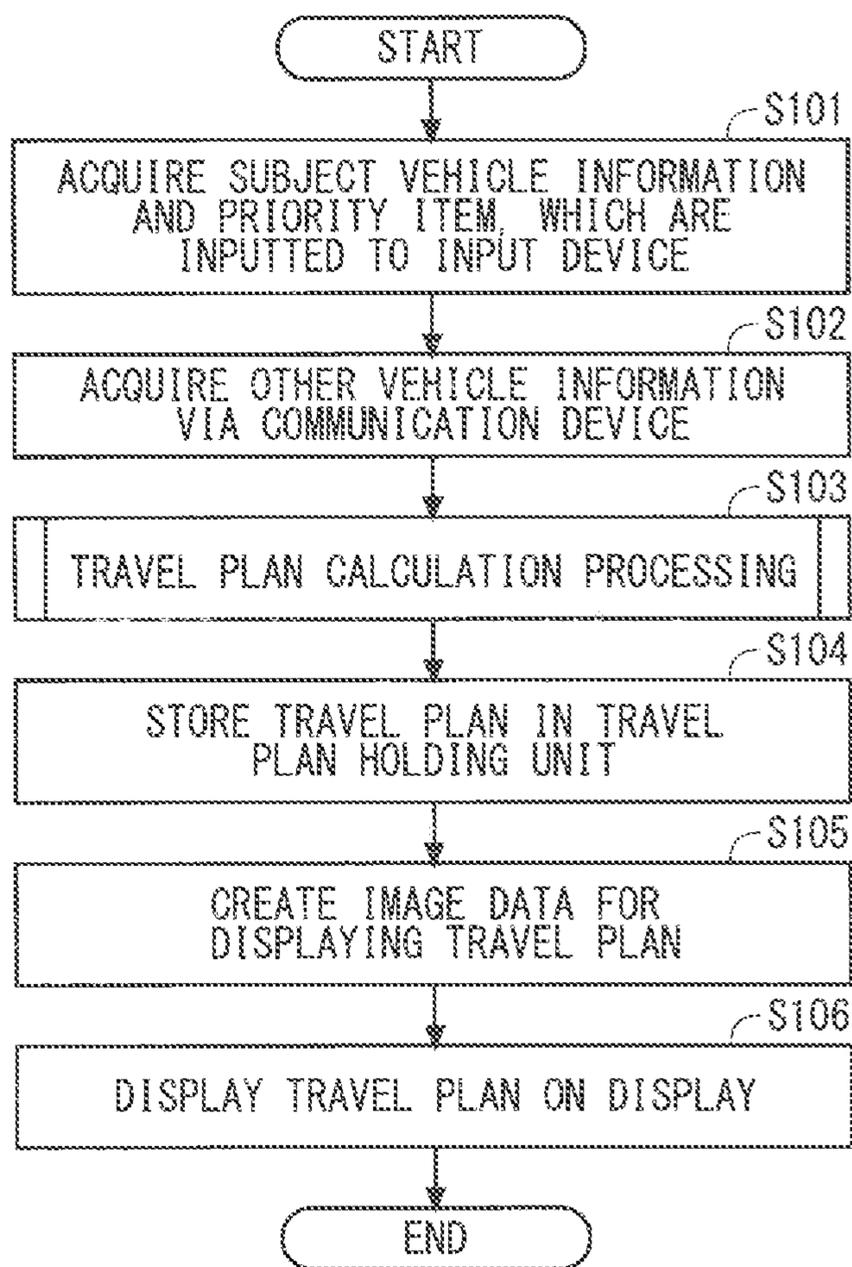 START
S101
ACQUIRE SUBJECT VEHICLE INFORMATION
AND PRIORITY ITEM, WHICH ARE
INPUTTED TO INPUT DEVICE
S102
ACQUIRE OTHER VEHICLE INFORMATION
VIA COMMUNICATION DEVICE
S103
TRAVEL PLAN CALCULATION PROCESSING
S104
STORE TRAVEL PLAN IN TRAVEL
PLAN HOLDING UNIT
S105
CREATE IMAGE DATA FOR
DISPLAYING TRAVEL PLAN
S106
DISPLAY TRAVEL PLAN ON DISPLAY
END